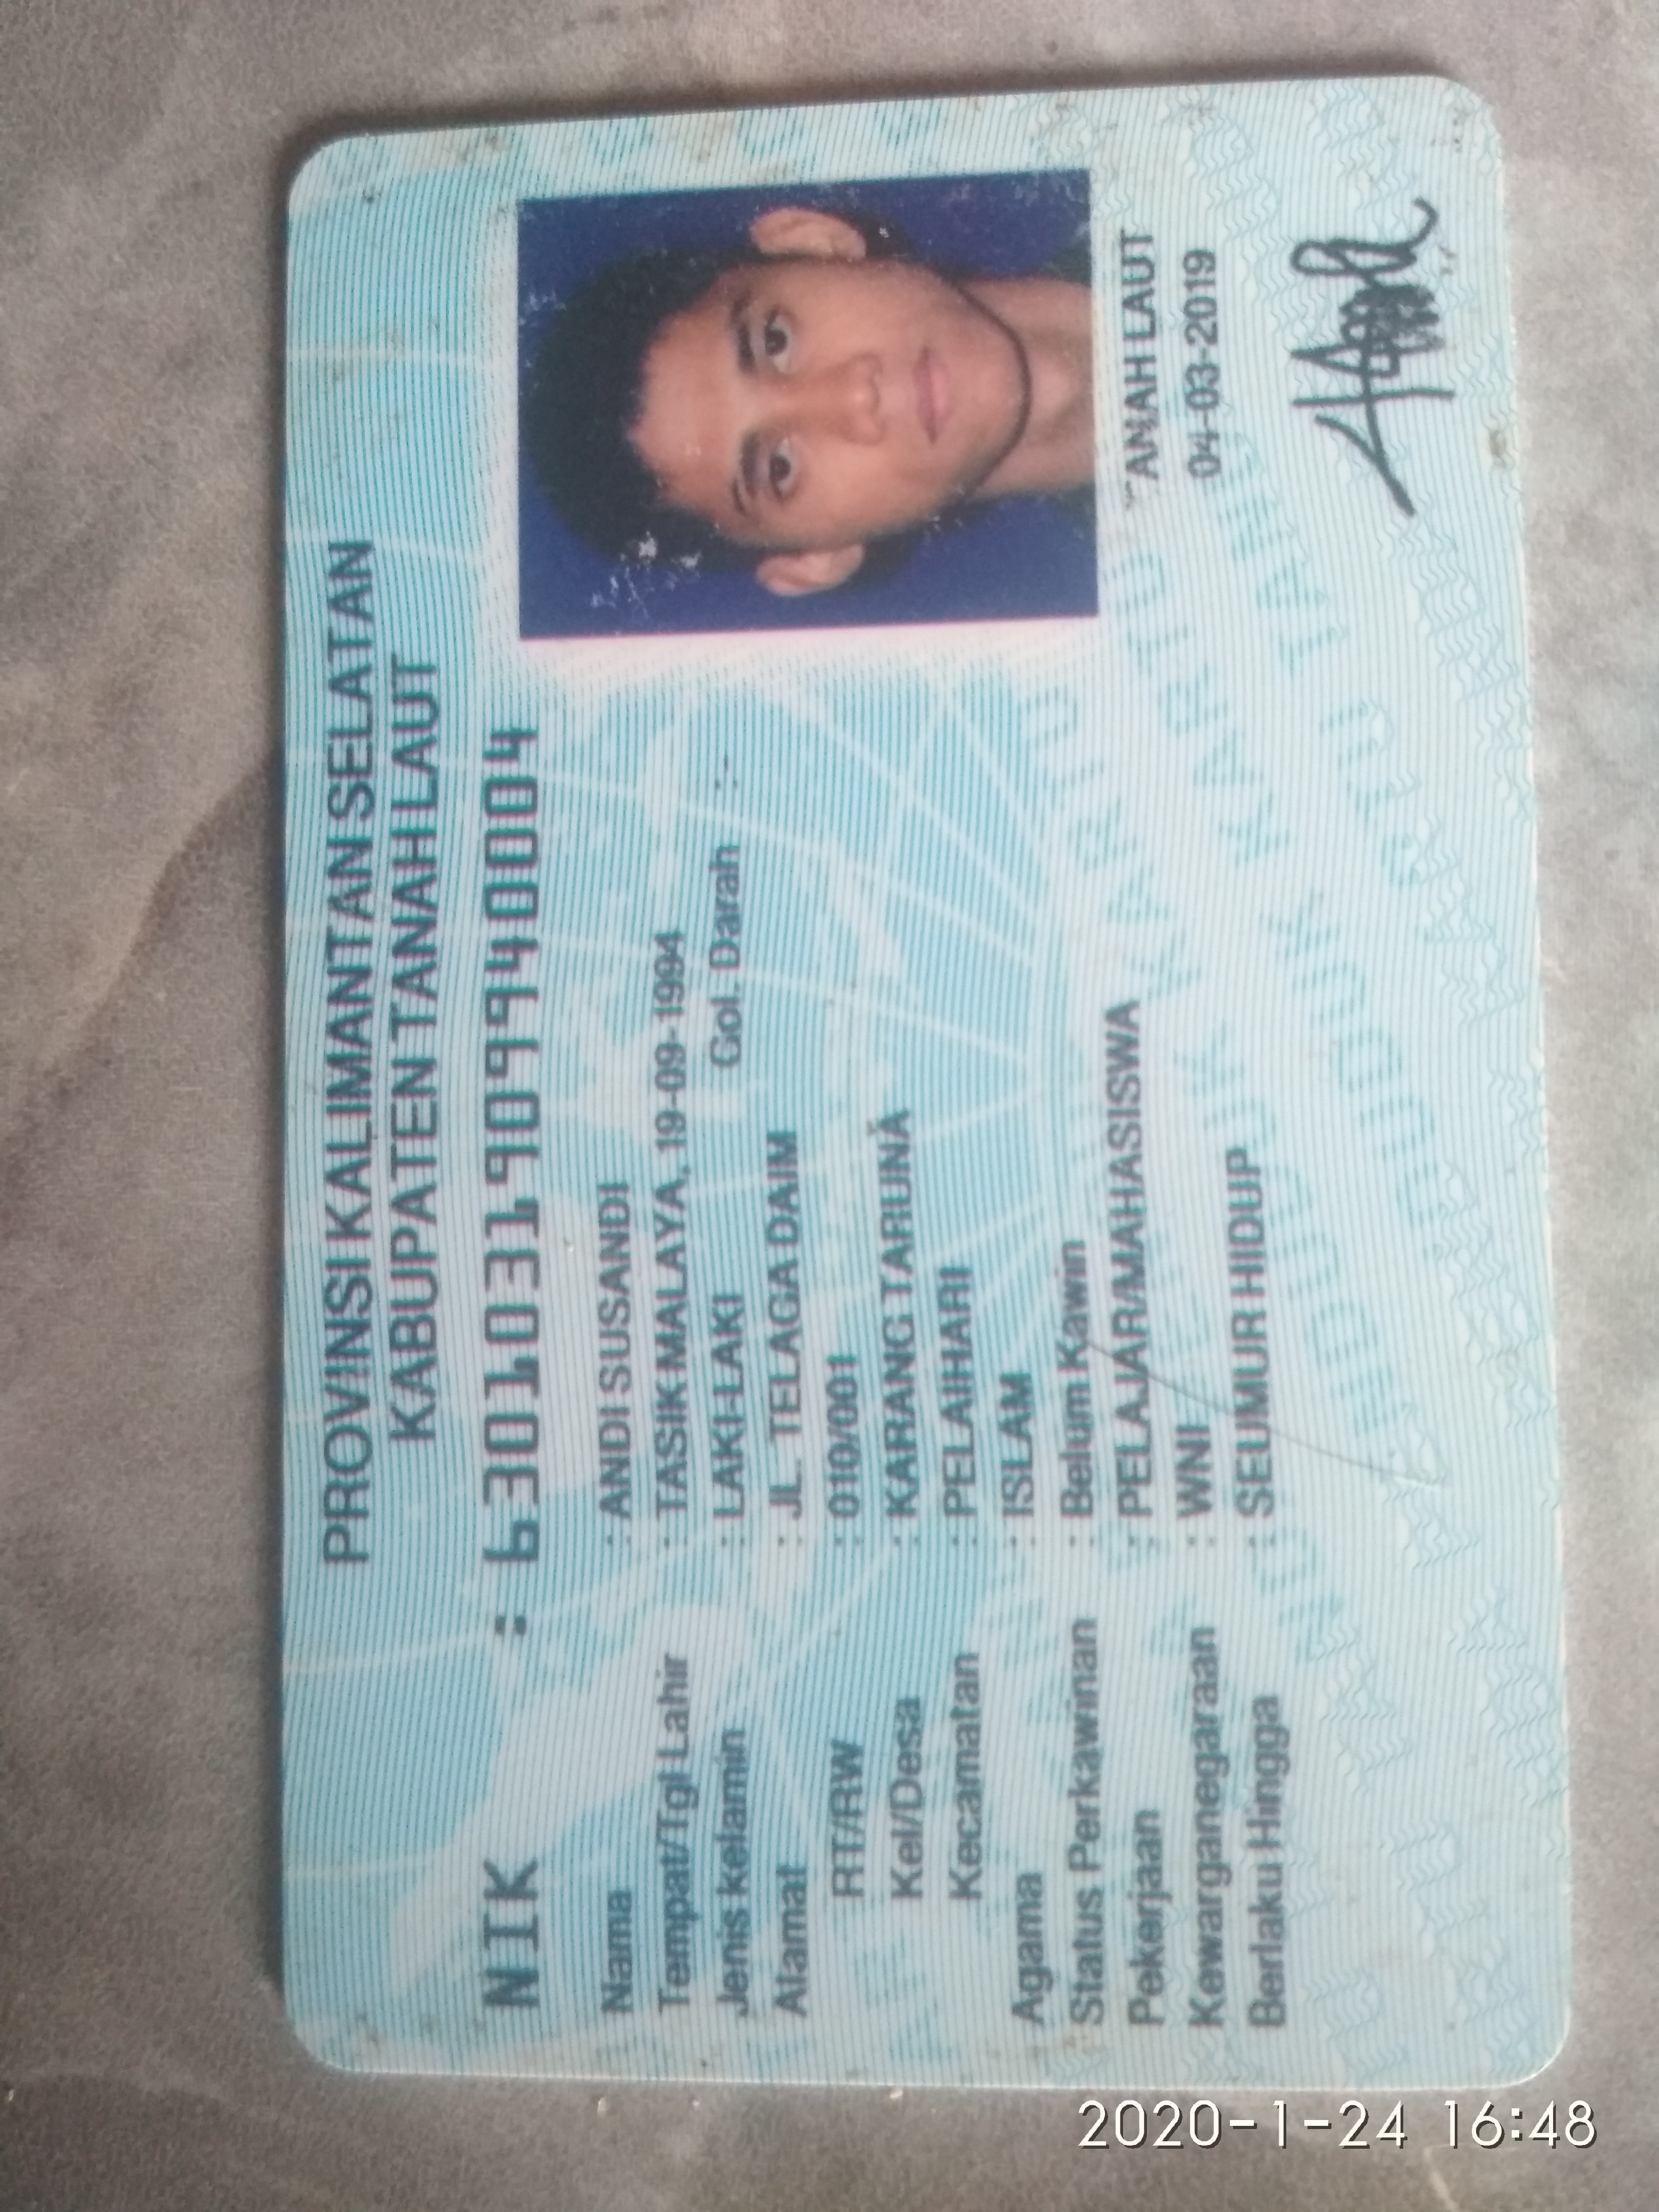 PROVINSI KALIMANTAN SELATAN
KABUPATEN TANAH LAUT
NIK : 6301031909940004
Nama : ANDI SUSANDI
Tempat/Tgl Lahir : TASIKMALAYA, 19-09-1994
Jenis kelamin : LAKI-LAKI Gol. Darah :-
Alamat : JL. TELAGA DAIM
RT/RW : 010/001
Kel/Desa : KARANG TARUNA
Kecamatan : PELAIHARI
Agama : ISLAM
Status Perkawinan : Belum Kawin
Pekerjaan : PELAJAR/MAHASISWA
Kewarganegaraan : WNI
Berlaku Hingga : SEUMUR HIDUP
TANAH LAUT
04-03-2019
2020-1-24 16:48